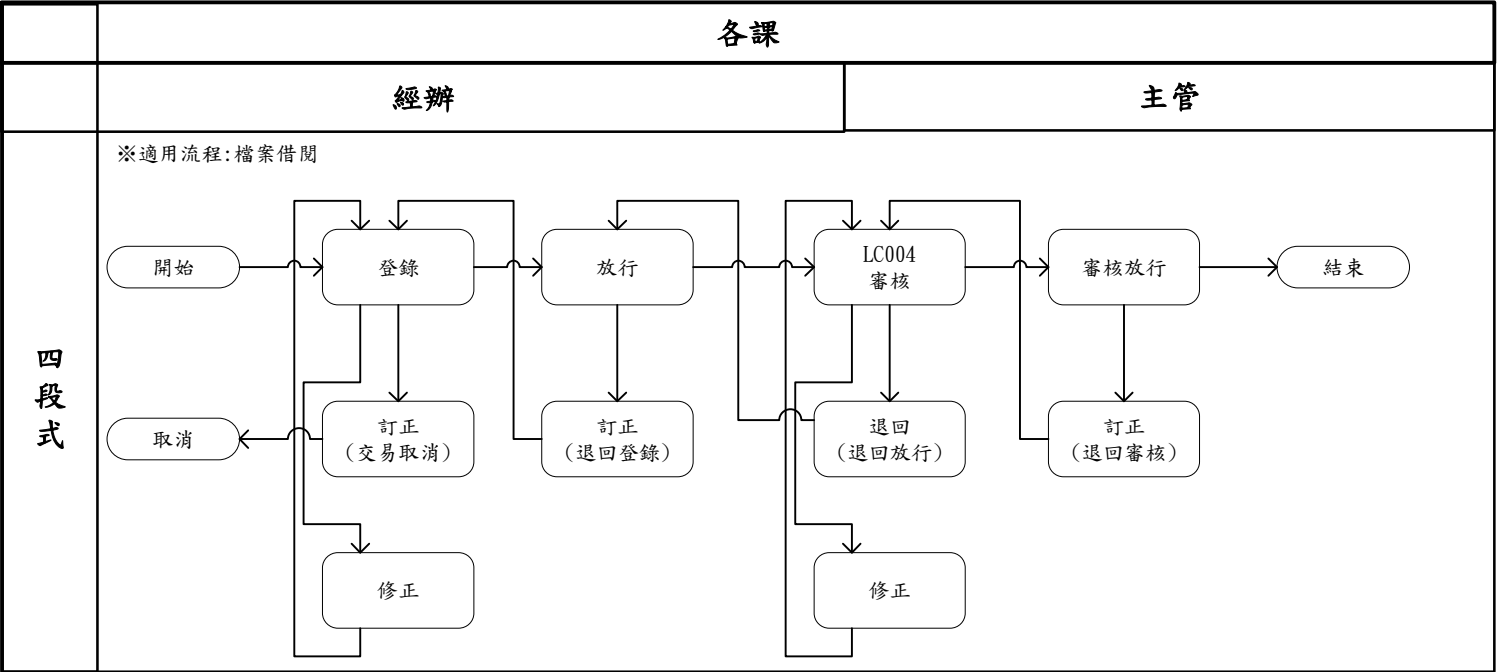 各課
經辦
主管
四段式
※適用流程:檔案借閱
開始
登錄
放行
LC004
審核
審核放行
結束
取消
訂正
(交易取消)
訂正
(退回登錄)
退回
(退回放行)
訂正
(退回審核)
修正
修正